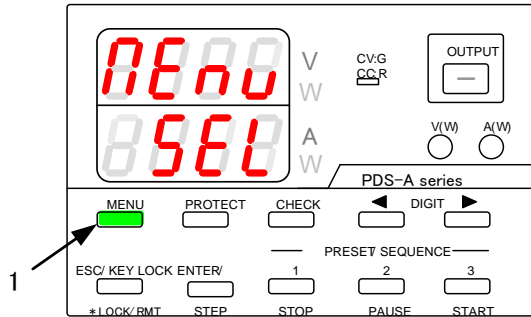 MEnu V
W
CV:G
CC:R
OUTPUT
SEL A
W
V(W) A(W)
PDS-A series
MENU PROTECT CHECK ◀ DIGIT ▶
PRESET/ SEQUENCE
ESC/ KEY LOCK ENTER/ 1 2 3
*LOCK/RMT STEP STOP PAUSE START
1